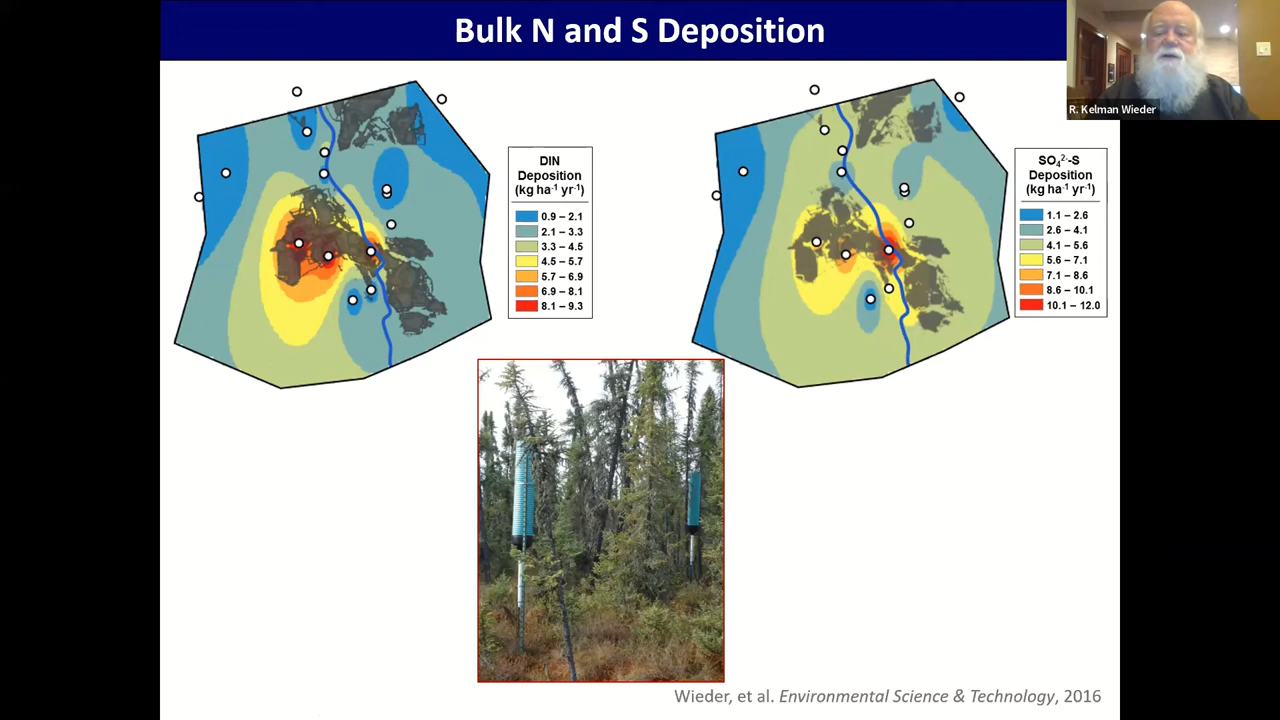 Bulk N and S Deposition
R. Kelman Wieder
DIN
Deposition
(kg ha⁻¹ yr⁻¹)
0.9 – 2.1
2.1 – 3.3
3.3 – 4.5
4.5 – 5.7
5.7 – 6.9
6.9 – 8.1
8.1 – 9.3
SO₄²⁻-S
Deposition
(kg ha⁻¹ yr⁻¹)
1.1 – 2.6
2.6 – 4.1
4.1 – 5.6
5.6 – 7.1
7.1 – 8.6
8.6 – 10.1
10.1 – 12.0
Wieder, et al. Environmental Science & Technology, 2016